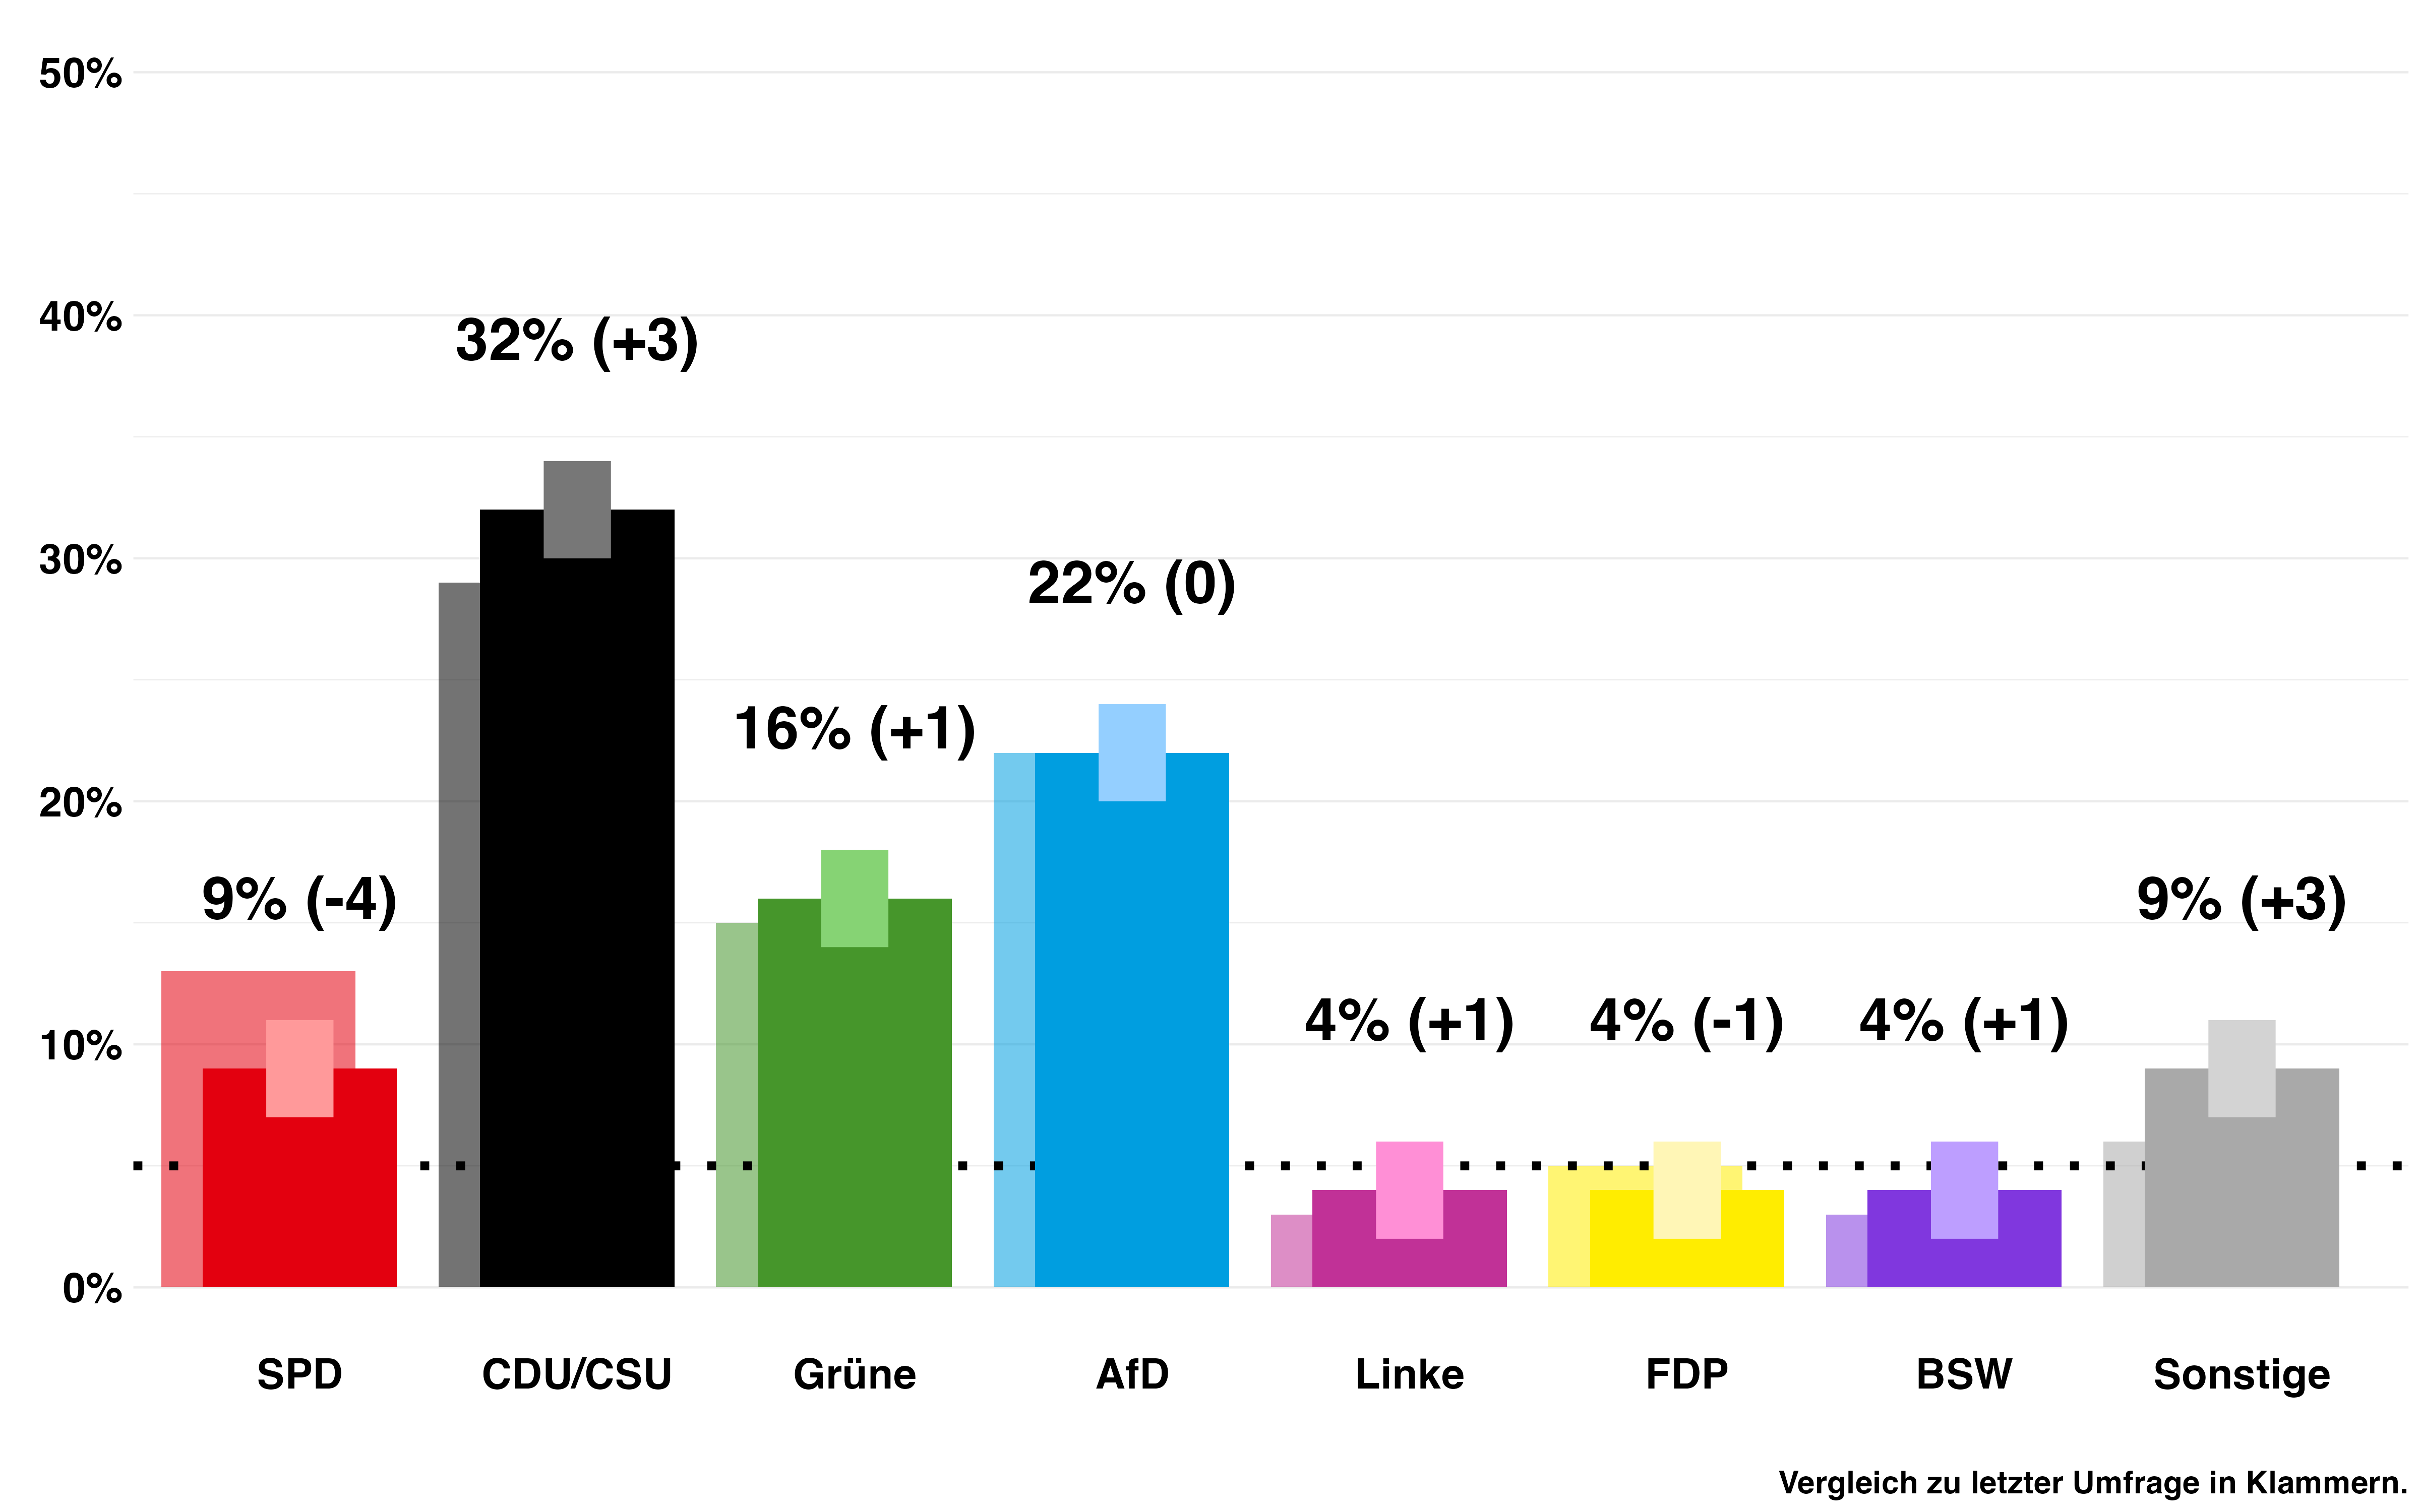 50%
40%
30%
20%
10%
0%
9% (-4)
32% (+3)
16% (+1)
22% (0)
4% (+1)
4% (-1)
4% (+1)
9% (+3)
SPD
CDU/CSU
Grüne
AfD
Linke
FDP
BSW
Sonstige
Vergleich zu letzter Umfrage in Klammern.